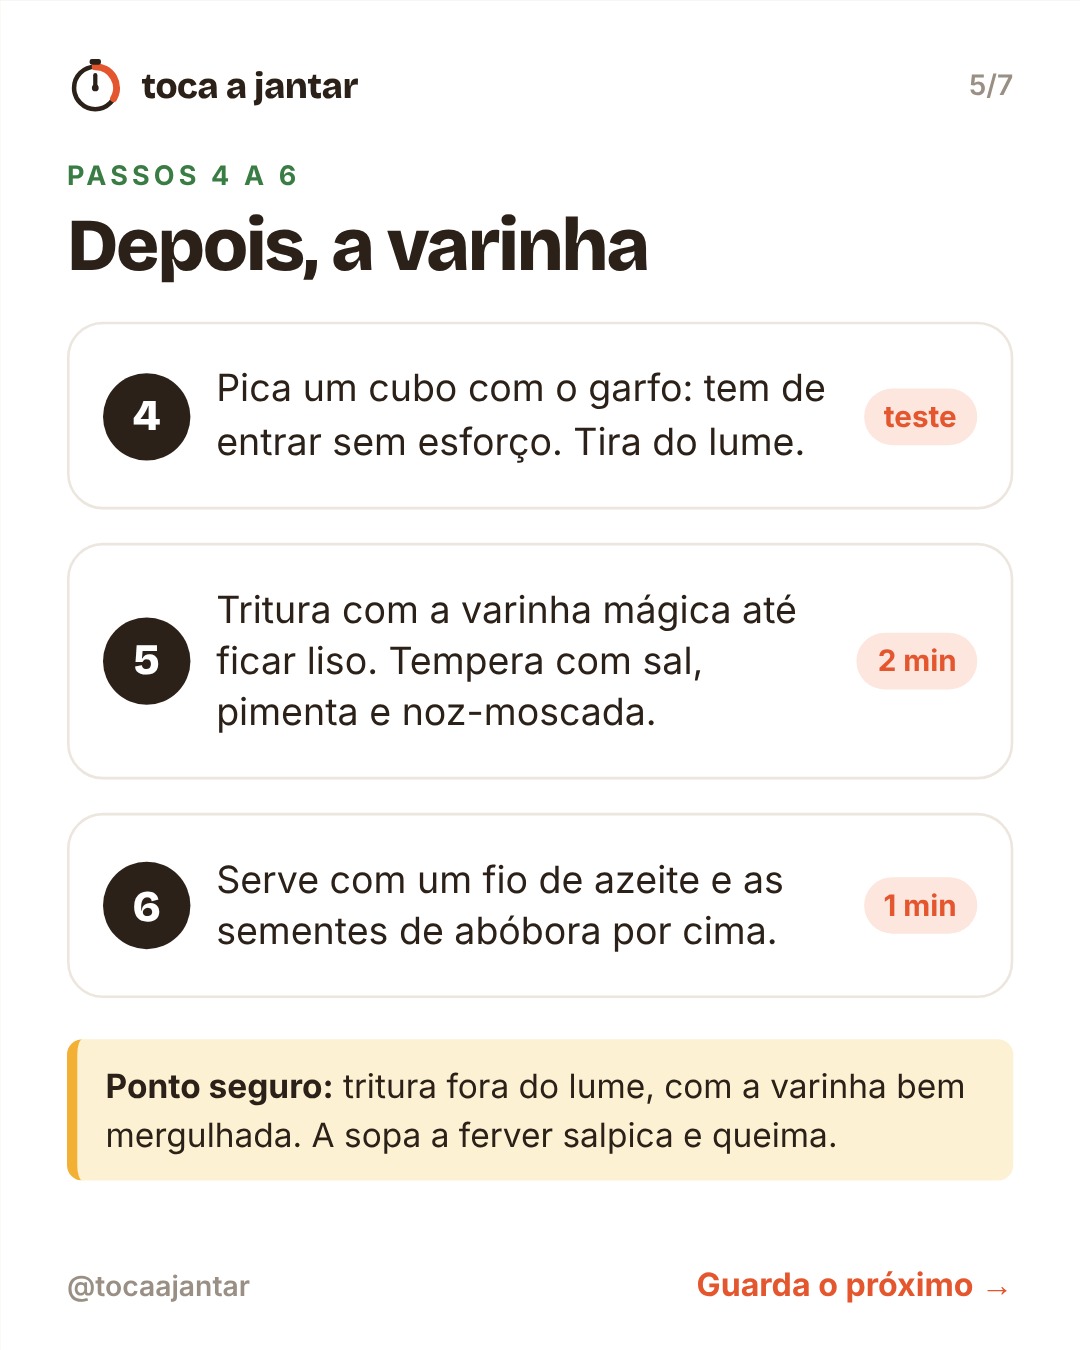 toca a jantar
5/7
PASSOS 4 A 6
Depois, a varinha
4
Pica um cubo com o garfo: tem de
entrar sem esforço. Tira do lume.
teste
5
Tritura com a varinha mágica até
ficar liso. Tempera com sal,
pimenta e noz-moscada.
2 min
6
Serve com um fio de azeite e as
sementes de abóbora por cima.
1 min
Ponto seguro: tritura fora do lume, com a varinha bem
mergulhada. A sopa a ferver salpica e queima.
@tocaajantar
Guarda o próximo →